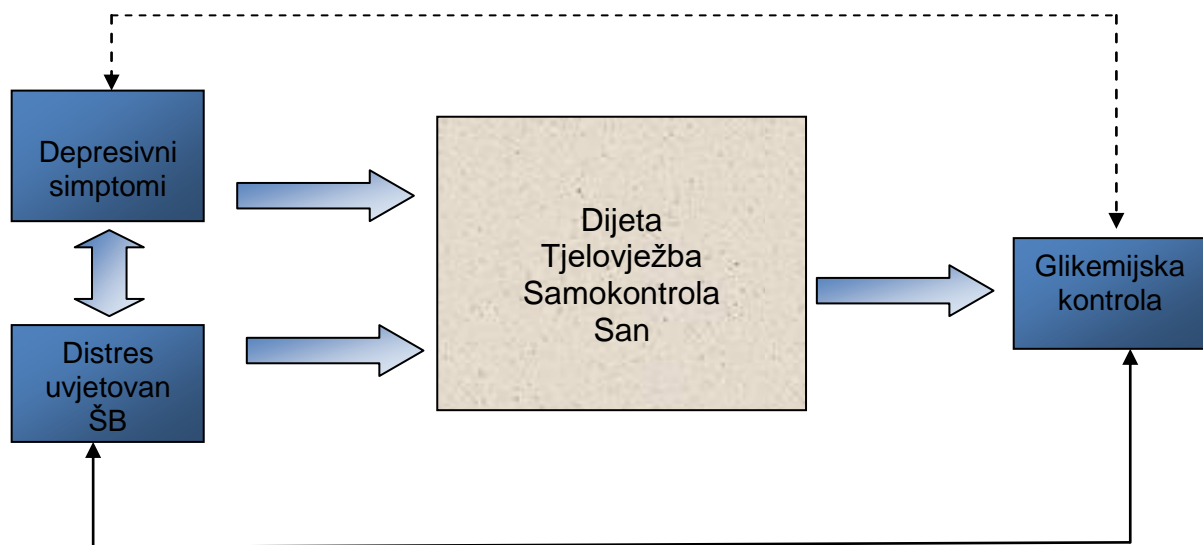 Depresivni
simptomi
Distres
uvjetovan
ŠB
Dijeta
Tjelovježba
Samokontrola
San
Glikemijska
kontrola